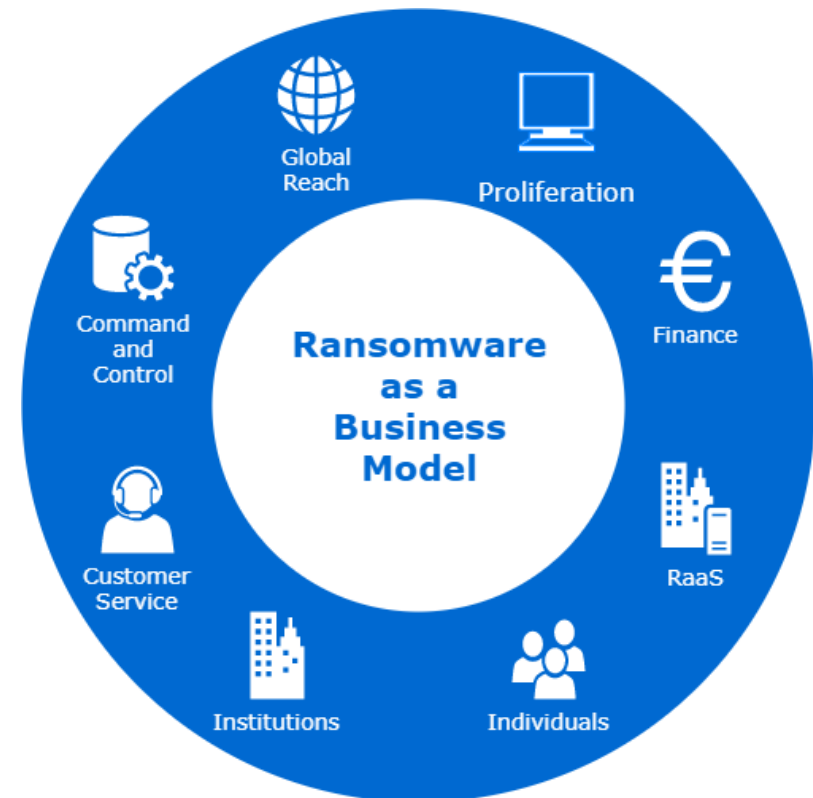 Global
Reach
Proliferation
€
Finance
RaaS
Individuals
Institutions
Customer
Service
Command
and
Control
Ransomware
as a
Business
Model